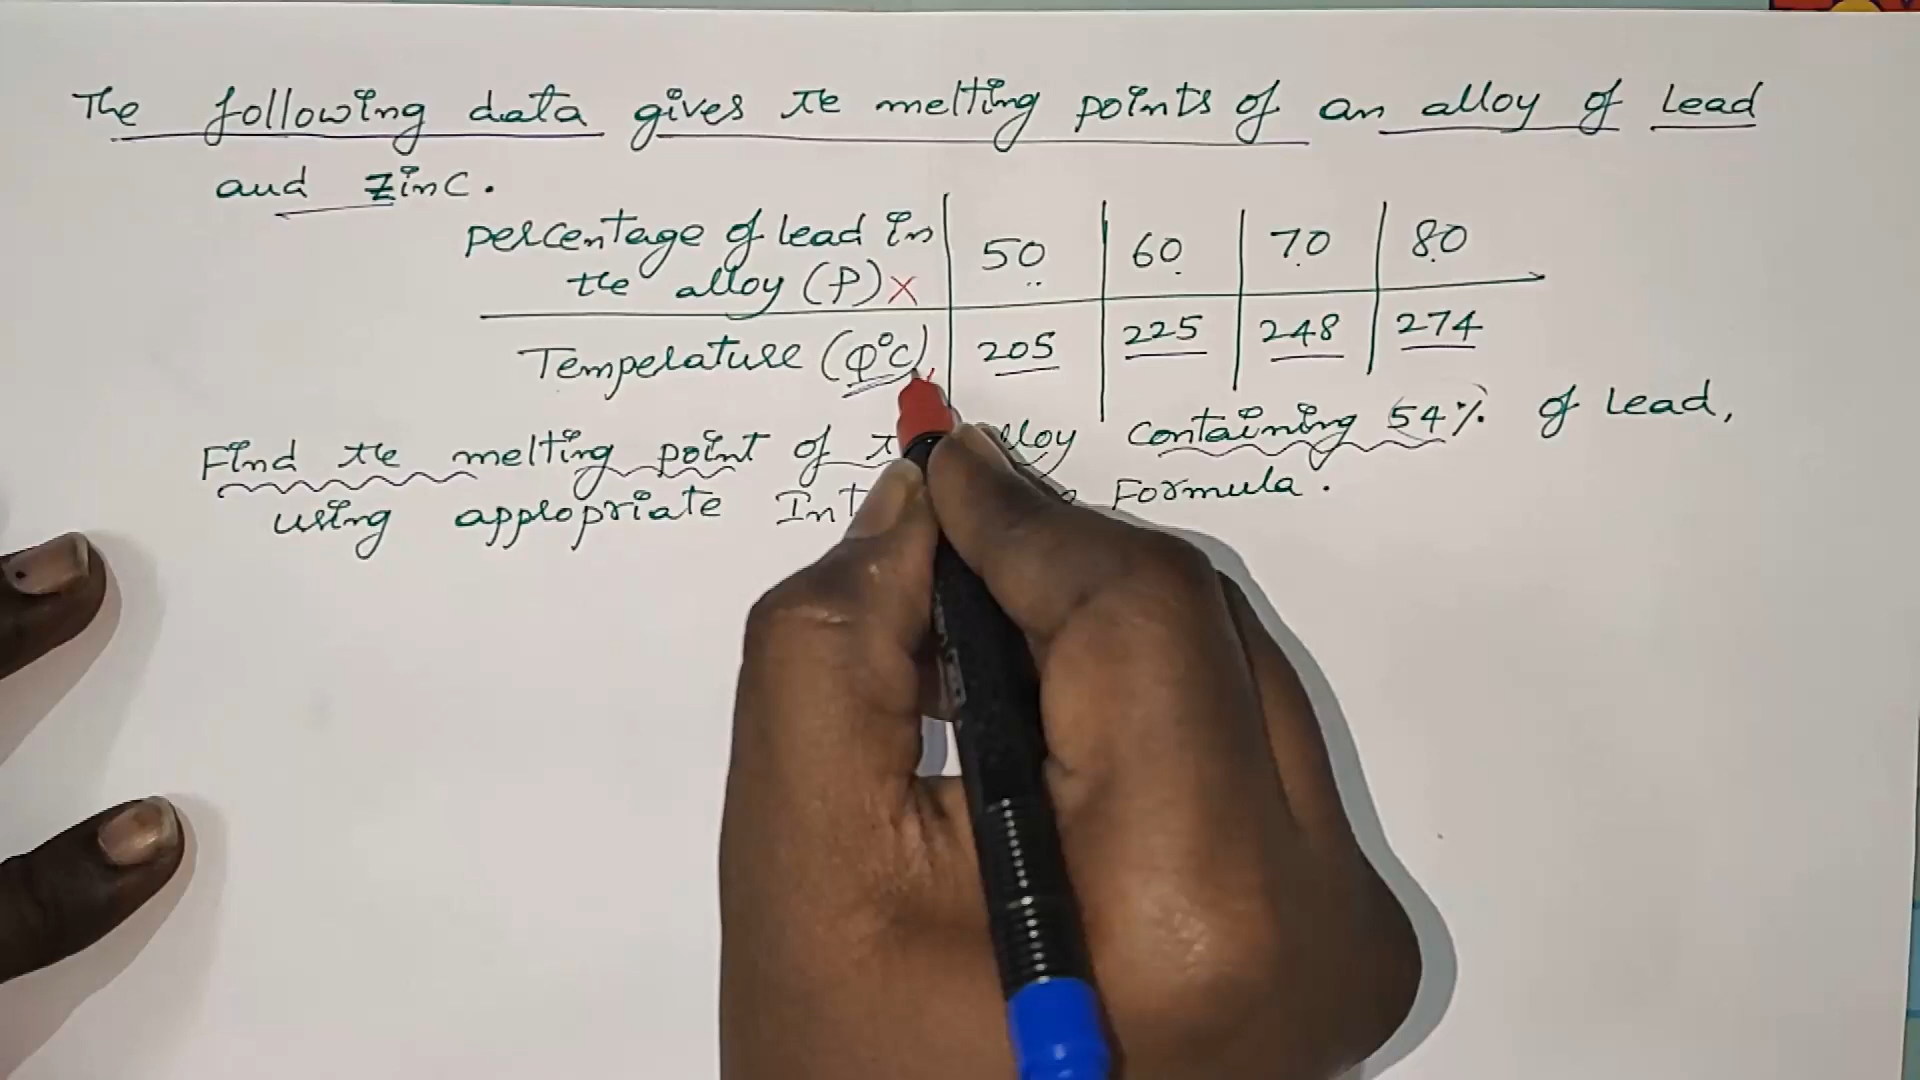 The following data gives the melting points of an alloy of Lead
and Zinc.
percentage of lead in the alloy (P) x | 50 | 60 | 70 | 80
Temperature (Φ°C) | 205 | 225 | 248 | 274
Find the melting point of containing 54% of Lead,
using appropriate Formula.